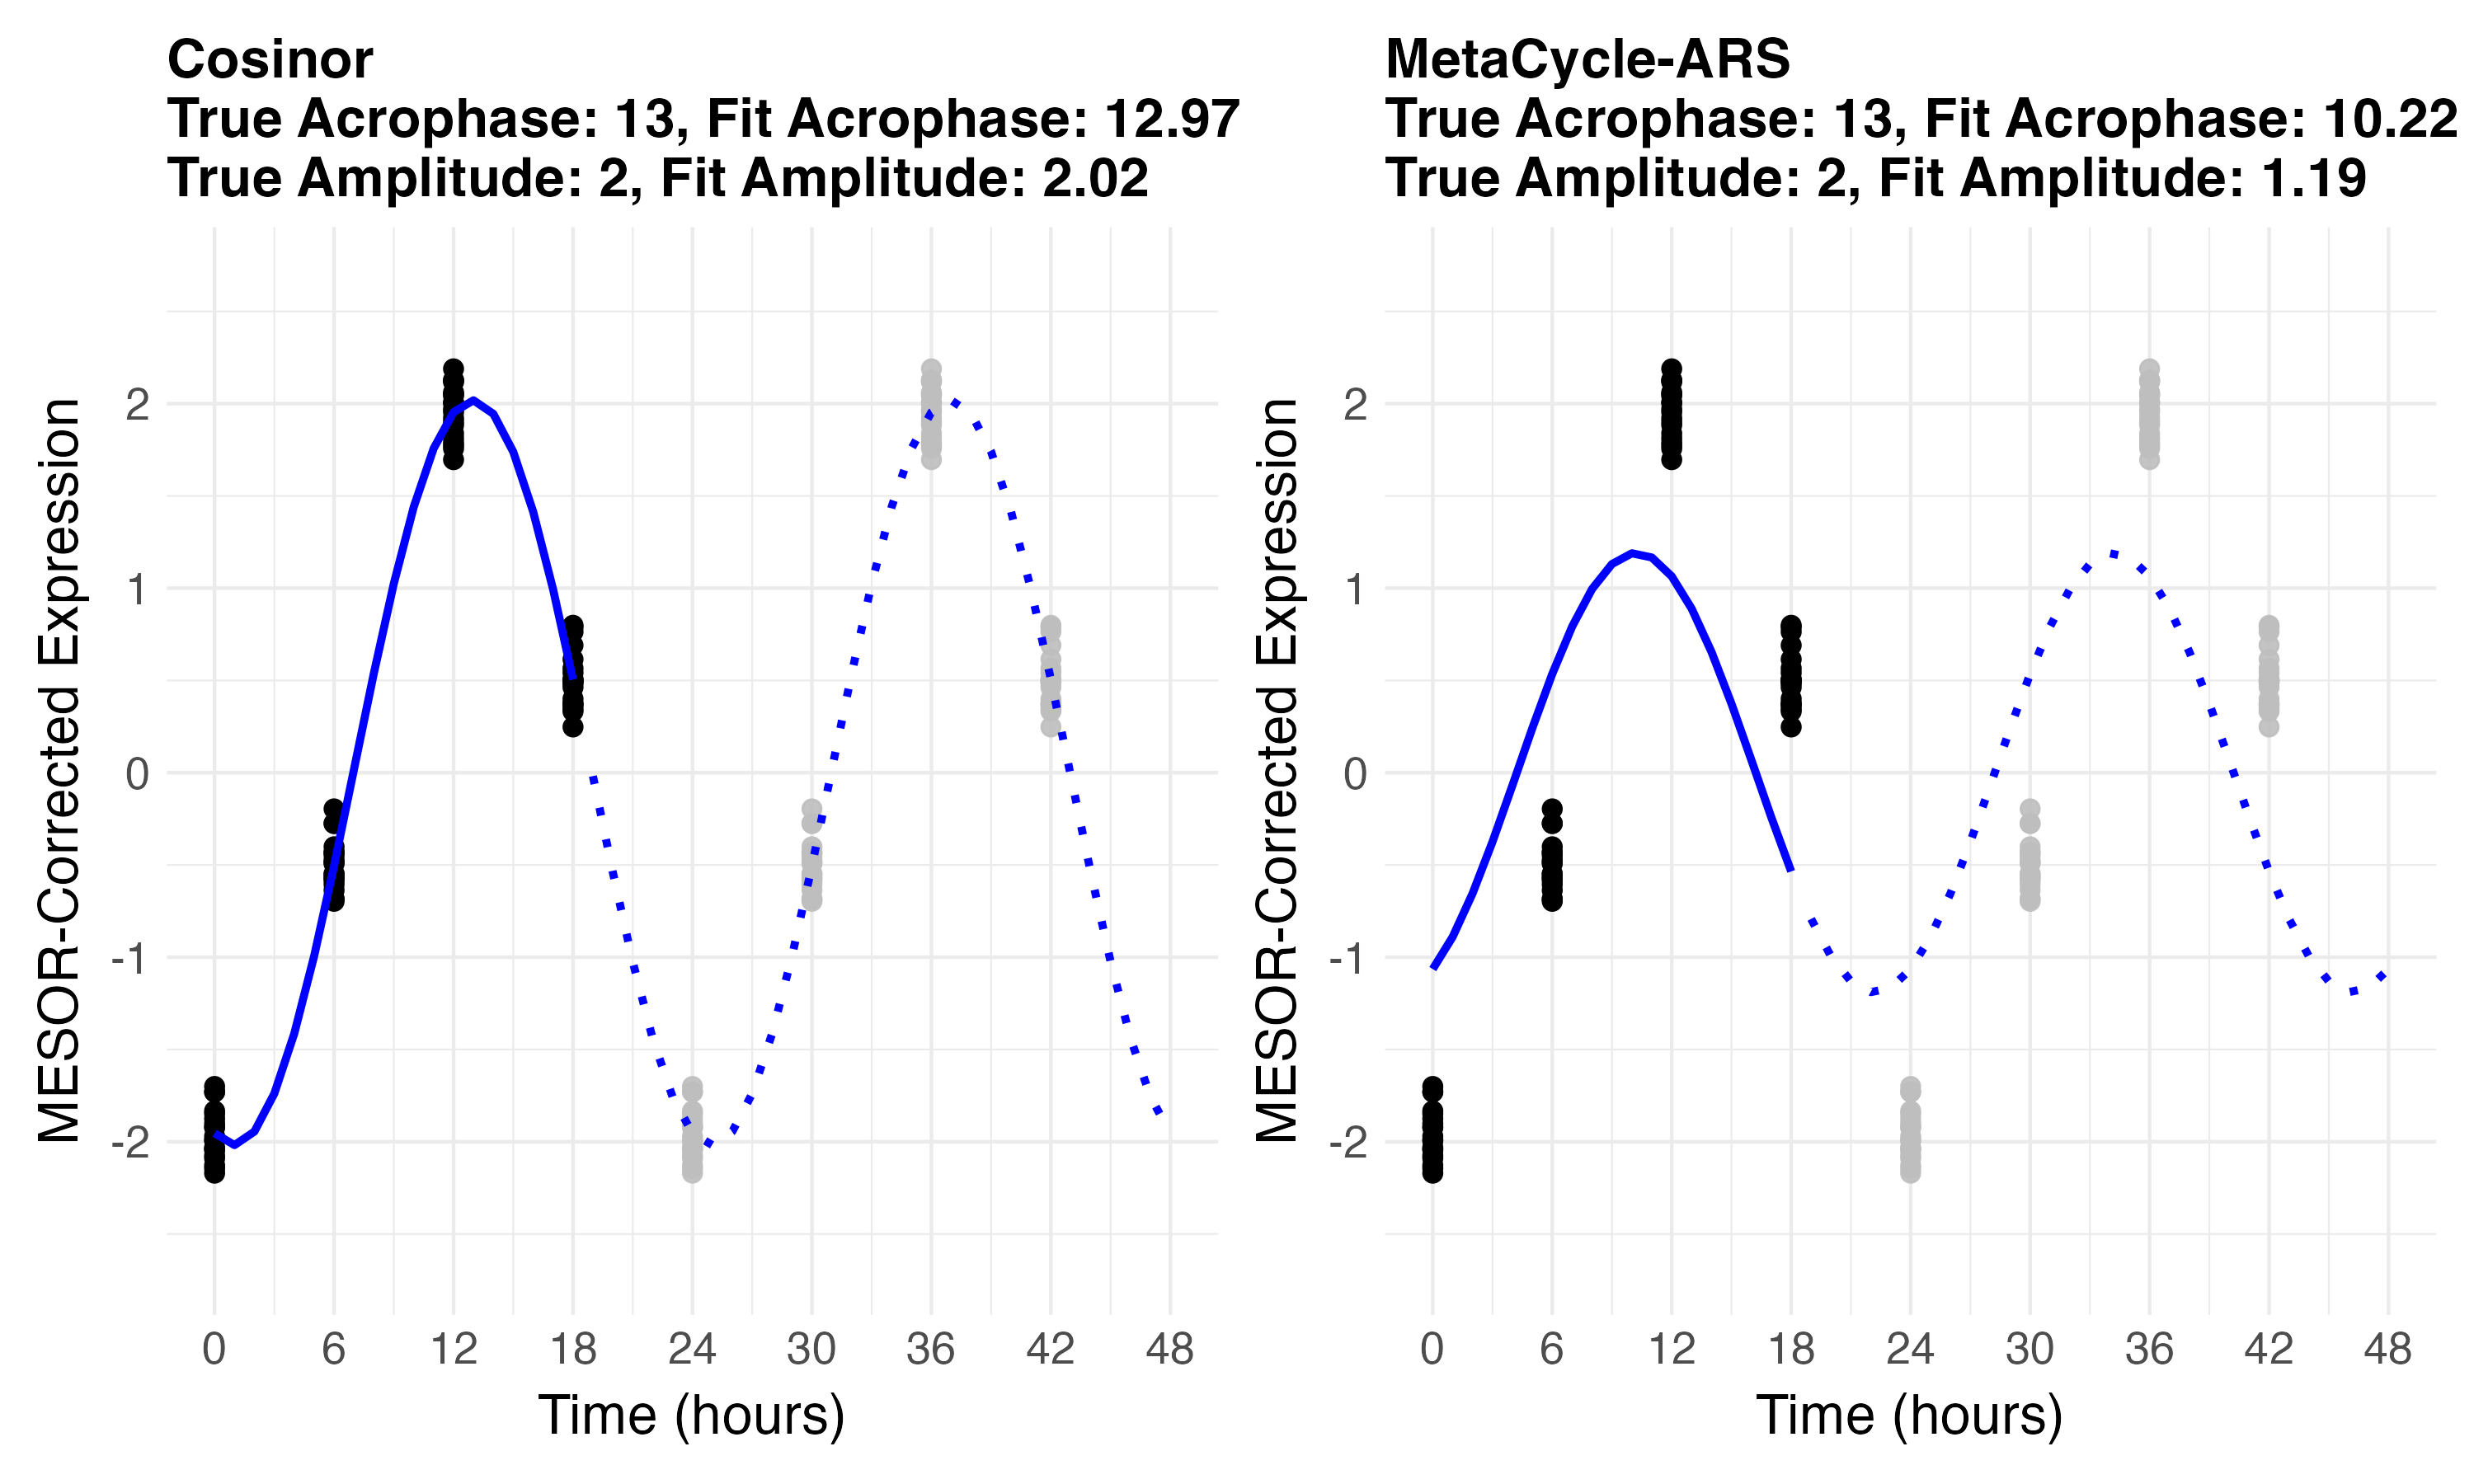 Cosinor
True Acrophase: 13, Fit Acrophase: 12.97
True Amplitude: 2, Fit Amplitude: 2.02
MESOR-Corrected Expression
2
1
0
-1
-2
0 6 12 18 24 30 36 42 48
Time (hours)
MetaCycle-ARS
True Acrophase: 13, Fit Acrophase: 10.22
True Amplitude: 2, Fit Amplitude: 1.19
MESOR-Corrected Expression
2
1
0
-1
-2
0 6 12 18 24 30 36 42 48
Time (hours)